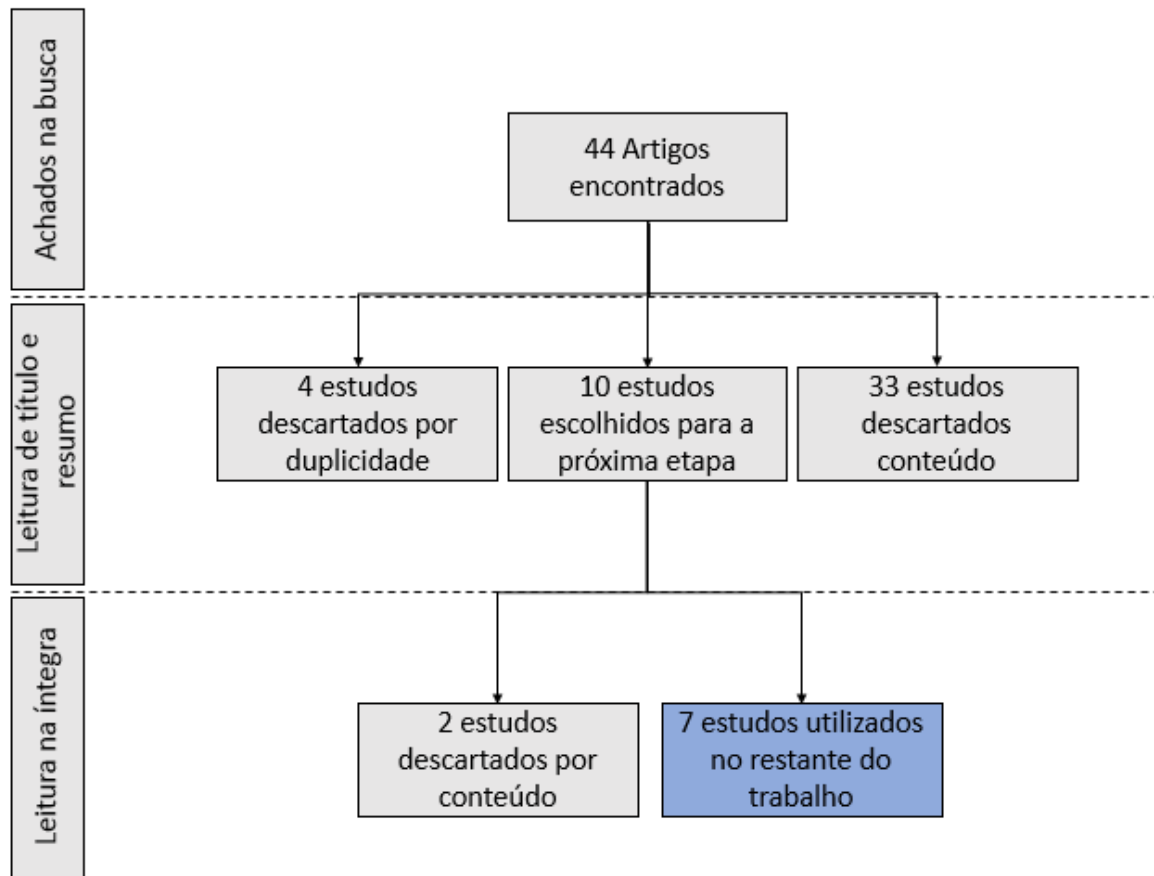 Achados na busca
44 Artigos
encontrados
Leitura de título e
resumo
4 estudos
descartados por
duplicidade
10 estudos
escolhidos para a
próxima etapa
33 estudos
descartados
conteúdo
Leitura na íntegra
2 estudos
descartados por
conteúdo
7 estudos utilizados
no restante do
trabalho